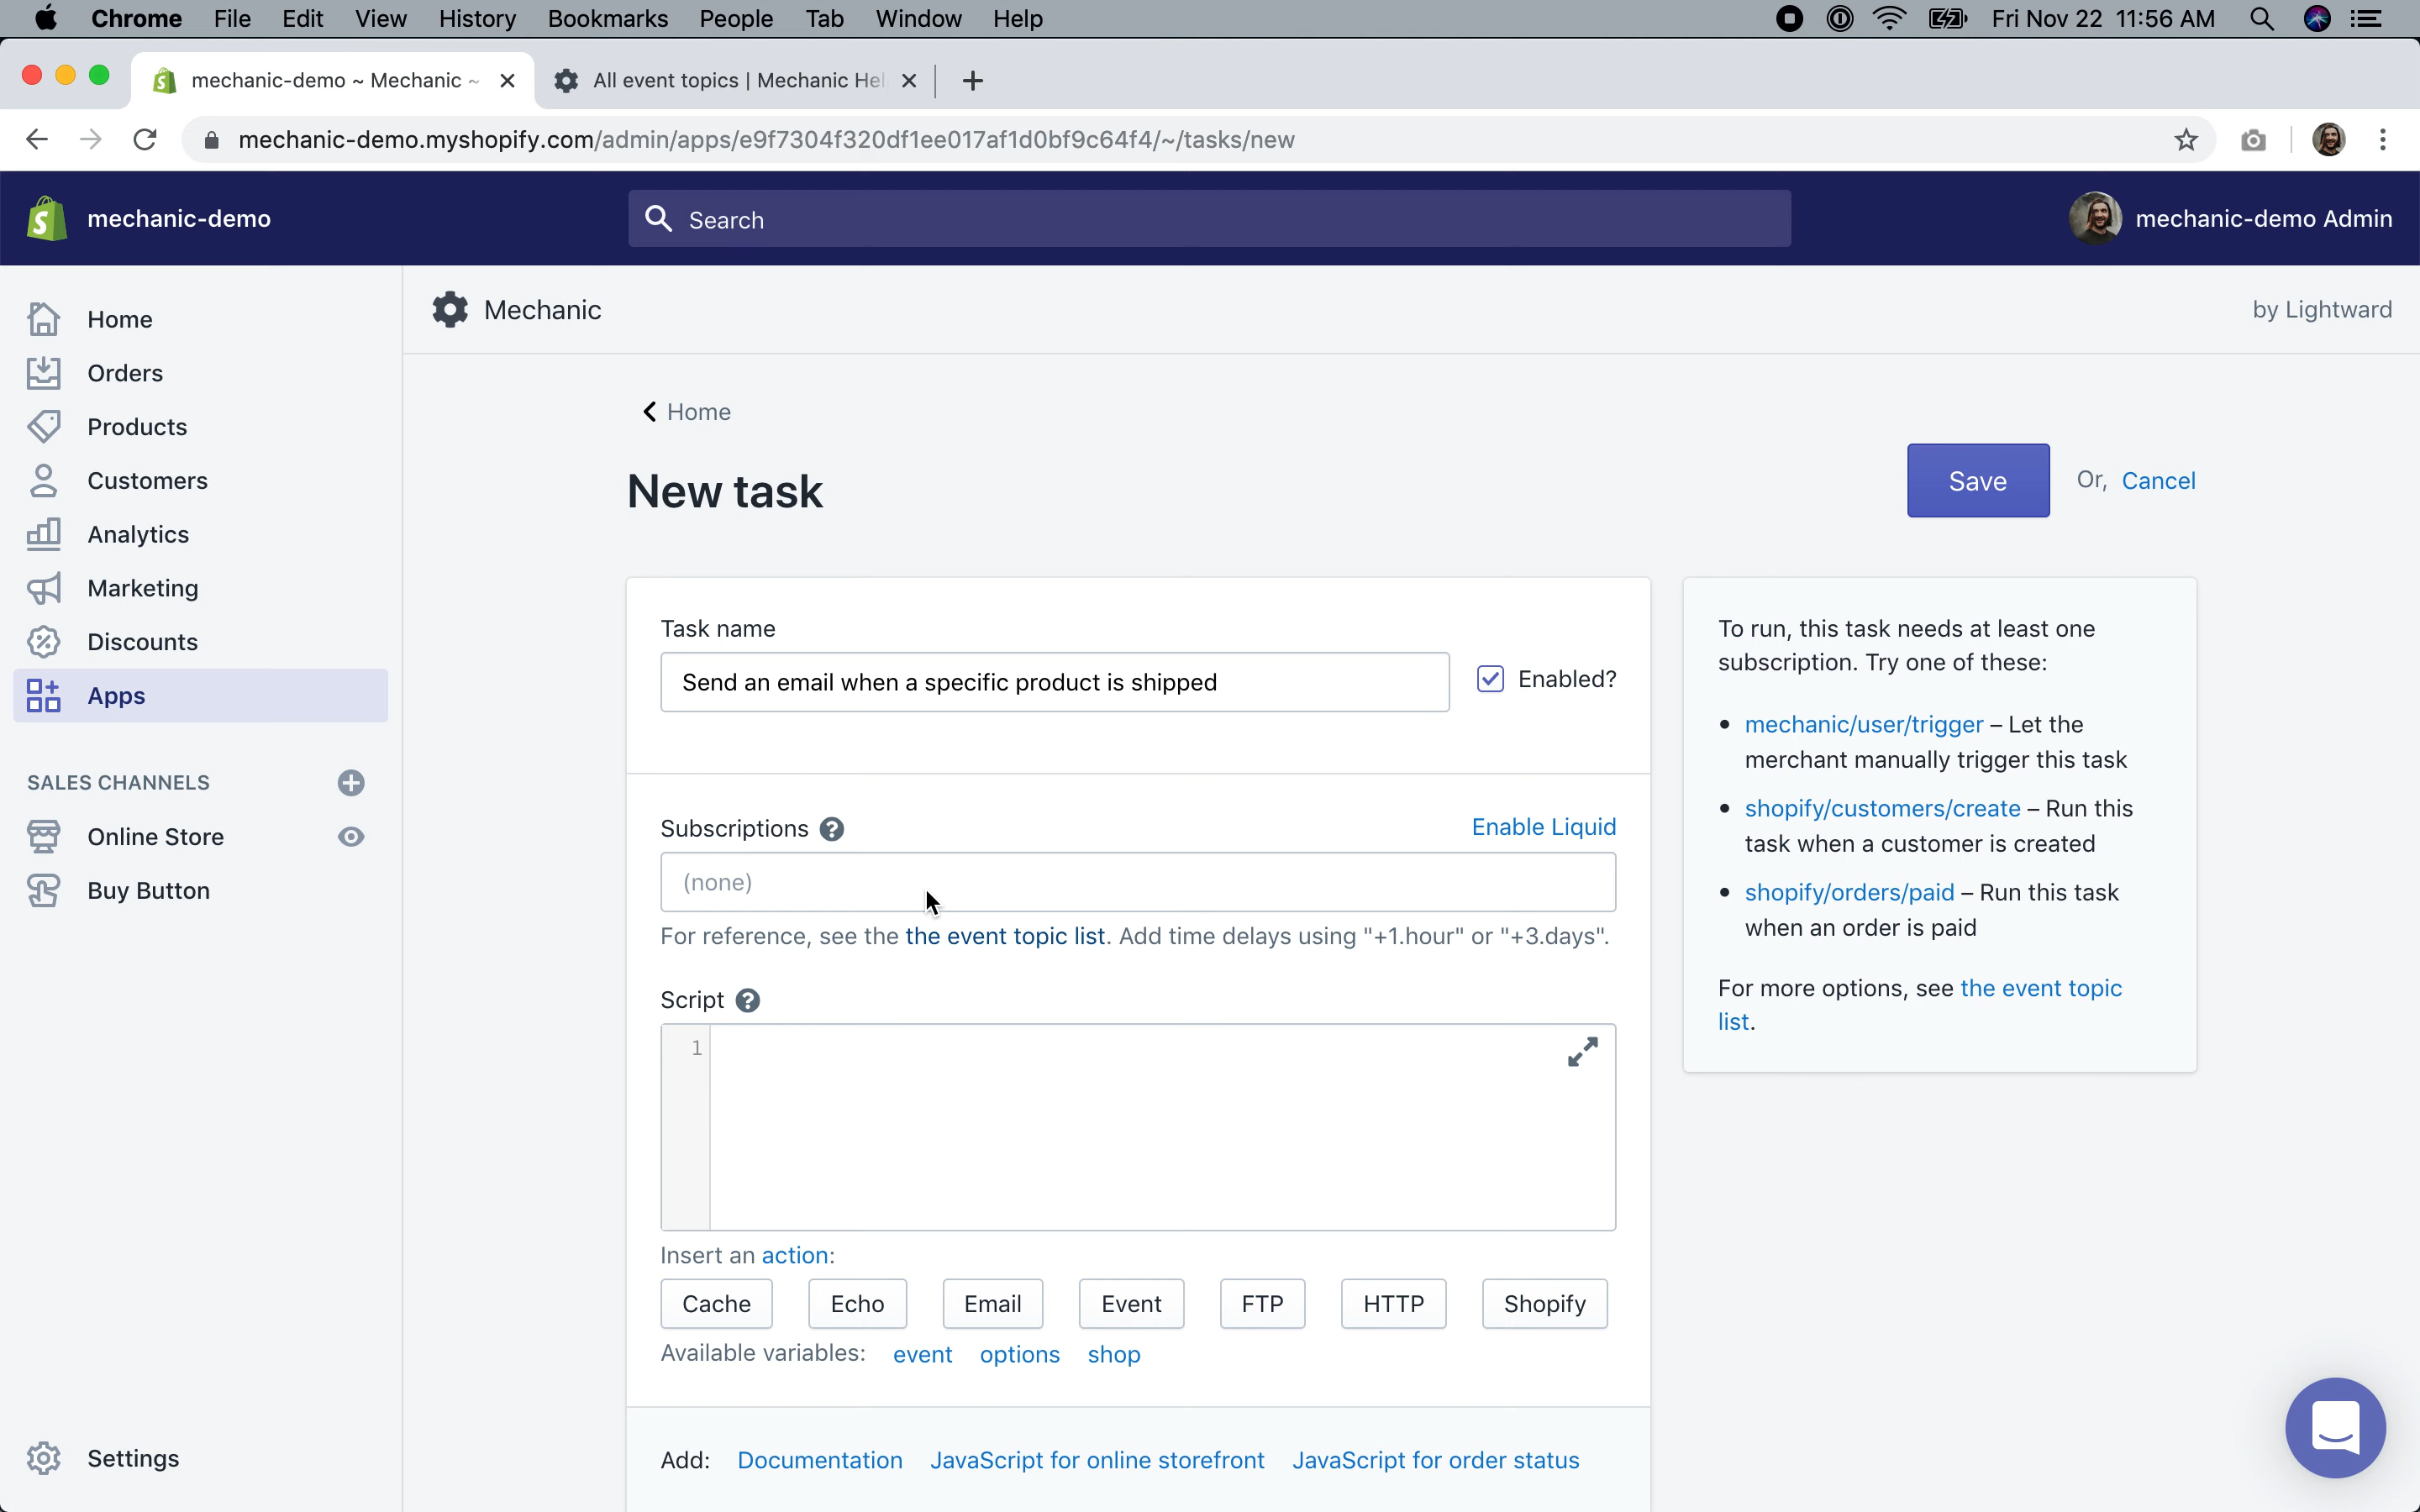 Chrome File Edit View History Bookmarks People Tab Window Help Fri Nov 22 11:56 AM
mechanic-demo ~ Mechanic ~ All event topics | Mechanic Hel
mechanic-demo.myshopify.com/admin/apps/e9f7304f320df1ee017af1d0bf9c64f4/~/tasks/new
mechanic-demo Search mechanic-demo Admin
Home
Orders
Products
Customers
Analytics
Marketing
Discounts
Apps
SALES CHANNELS
Online Store
Buy Button
Settings
Mechanic by Lightward
Home
New task Save Or, Cancel
Task name
Send an email when a specific product is shipped Enabled?
Subscriptions ? Enable Liquid
(none)
For reference, see the the event topic list. Add time delays using "+1.hour" or "+3.days".
Script ?
1
Insert an action:
Cache Echo Email Event FTP HTTP Shopify
Available variables: event options shop
Add: Documentation JavaScript for online storefront JavaScript for order status
To run, this task needs at least one
subscription. Try one of these:
• mechanic/user/trigger – Let the
merchant manually trigger this task
• shopify/customers/create – Run this
task when a customer is created
• shopify/orders/paid – Run this task
when an order is paid
For more options, see the event topic
list.